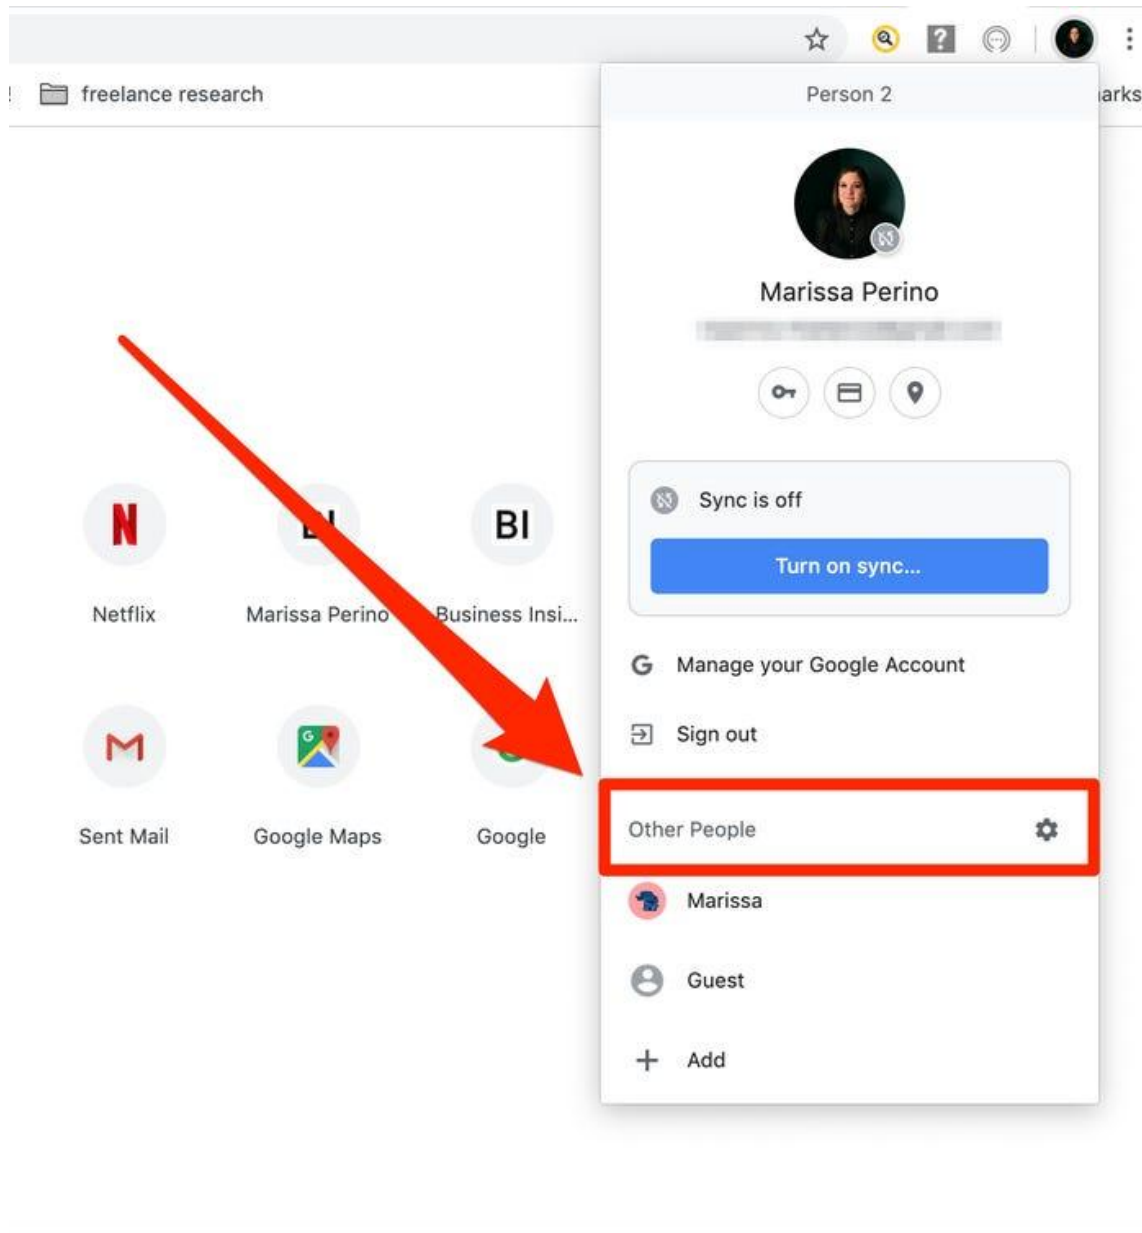 freelance research
Person 2
arks
Marissa Perino
Sync is off
Turn on sync...
N
BI
BI
Netflix
Marissa Perino
Business Insi...
G Manage your Google Account
Sign out
Sent Mail
Google Maps
Google
Other People
Marissa
Guest
+ Add